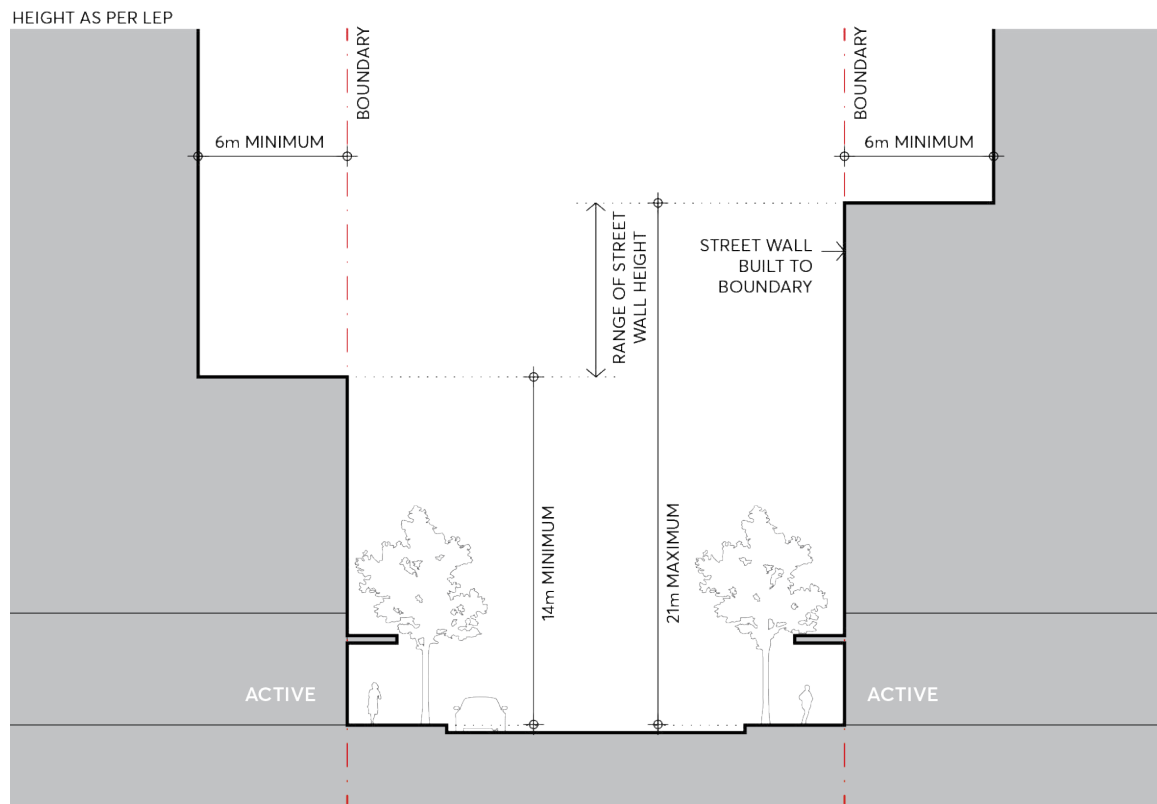 HEIGHT AS PER LEP
BOUNDARY
BOUNDARY
6m MINIMUM
6m MINIMUM
RANGE OF STREET
WALL HEIGHT
STREET WALL
BUILT TO
BOUNDARY
14m MINIMUM
21m MAXIMUM
ACTIVE
ACTIVE